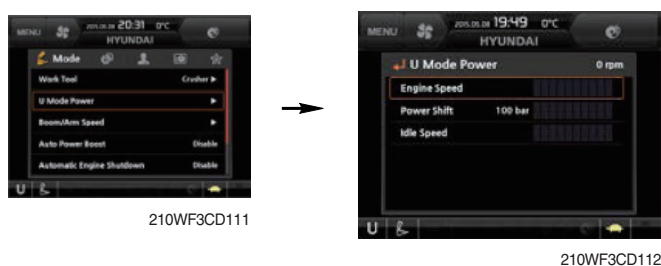 MENU 2015.05.08 20:31 0°C
HYUNDAI
Mode
Work Tool Crusher ▶
U Mode Power ▶
Boom/Arm Speed ▶
Auto Power Boost Disable
Automatic Engine Shutdown Disable
U
210WF3CD111
MENU 2015.05.08 19:49 0°C
HYUNDAI
U Mode Power 0 rpm
Engine Speed
Power Shift 100 bar
Idle Speed
U
210WF3CD112